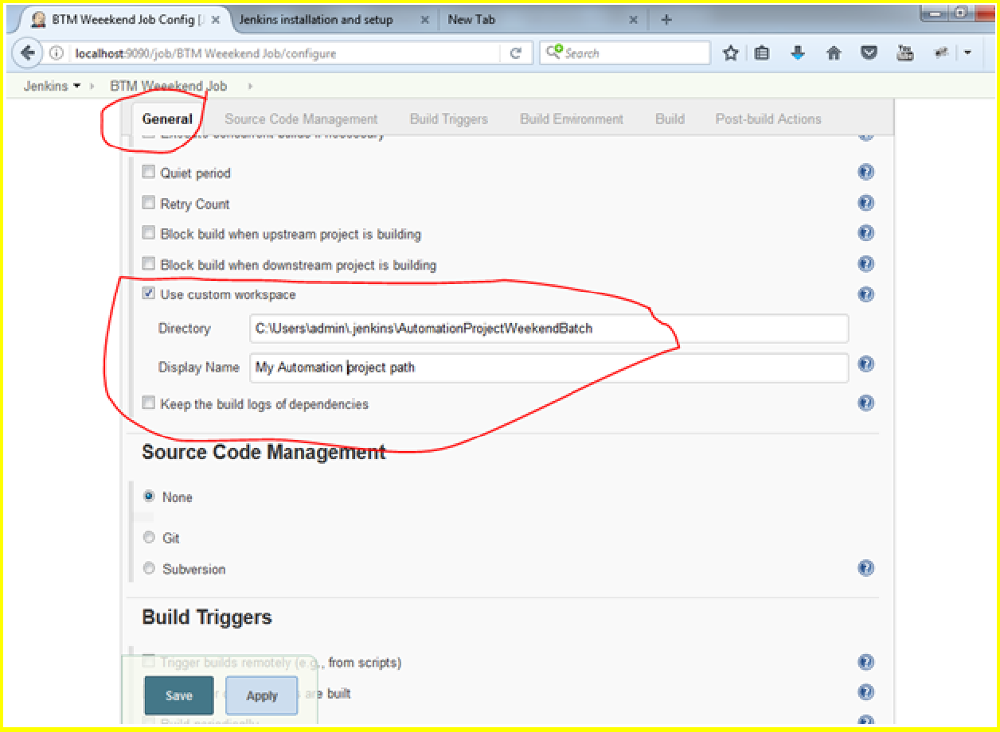 BTM Weeekend Job Config [J
Jenkins installation and setup
New Tab
localhost:9090/job/BTM Weeekend Job/configure
Search
Jenkins
BTM Weeekend Job
General
Source Code Management
Build Triggers
Build Environment
Build
Post-build Actions
Execute concurrent builds if necessary
Quiet period
Retry Count
Block build when upstream project is building
Block build when downstream project is building
Use custom workspace
Directory
C:\Users\admin\.jenkins\AutomationProjectWeekendBatch
Display Name
My Automation project path
Keep the build logs of dependencies
Source Code Management
None
Git
Subversion
Build Triggers
Trigger builds remotely (e.g., from scripts)
are built
Save
Apply
Build periodically